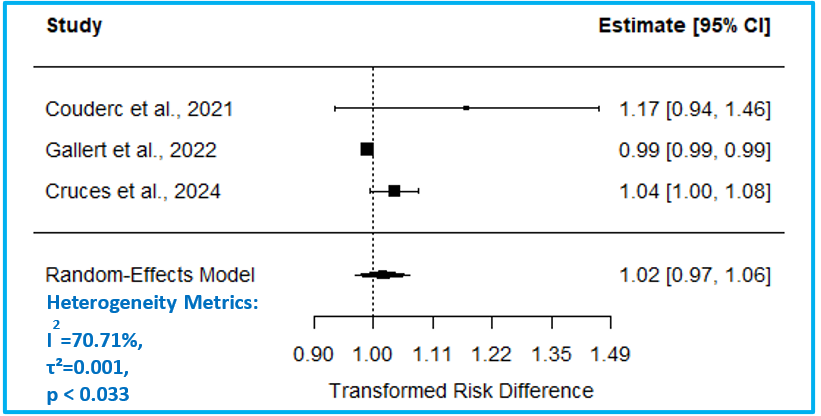 Study Estimate [95% CI]
Couderc et al., 2021 1.17 [0.94, 1.46]
Gallert et al., 2022 0.99 [0.99, 0.99]
Cruces et al., 2024 1.04 [1.00, 1.08]
Random-Effects Model 1.02 [0.97, 1.06]
Heterogeneity Metrics:
I²=70.71%,
τ²=0.001,
p < 0.033
0.90 1.00 1.11 1.22 1.35 1.49
Transformed Risk Difference